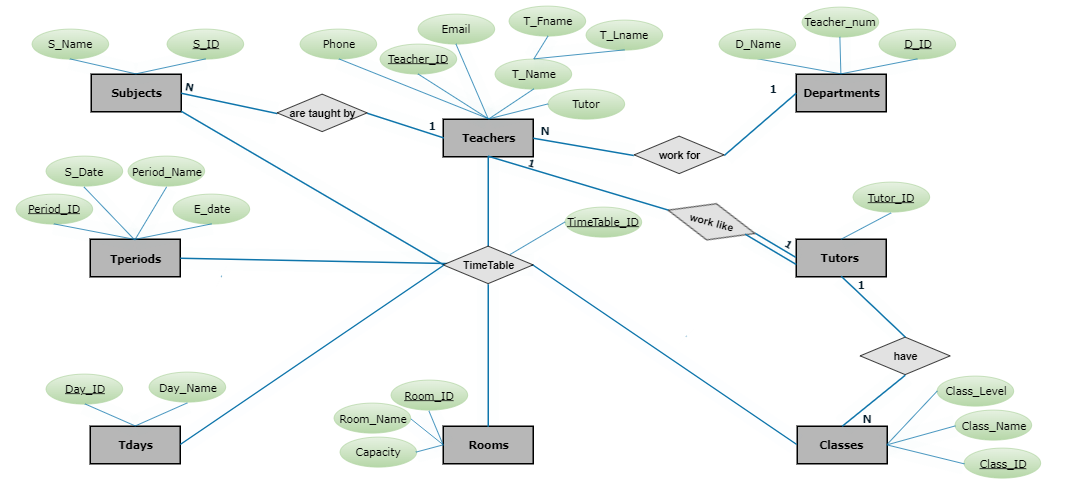 T_Fname
Teacher_num
Email
T_Lname
S_Name
S_ID
Phone
D_Name
D_ID
Teacher_ID
T_Name
Subjects
N
are taught by
1
Teachers
Tutor
N
work for
1
Departments
1
S_Date
Period_Name
Period_ID
E_date
Tperiods
TimeTable_ID
TimeTable
work like
1
Tutor_ID
Tutors
1
have
N
Day_ID
Day_Name
Tdays
Room_ID
Room_Name
Capacity
Rooms
Classes
Class_Level
Class_Name
Class_ID